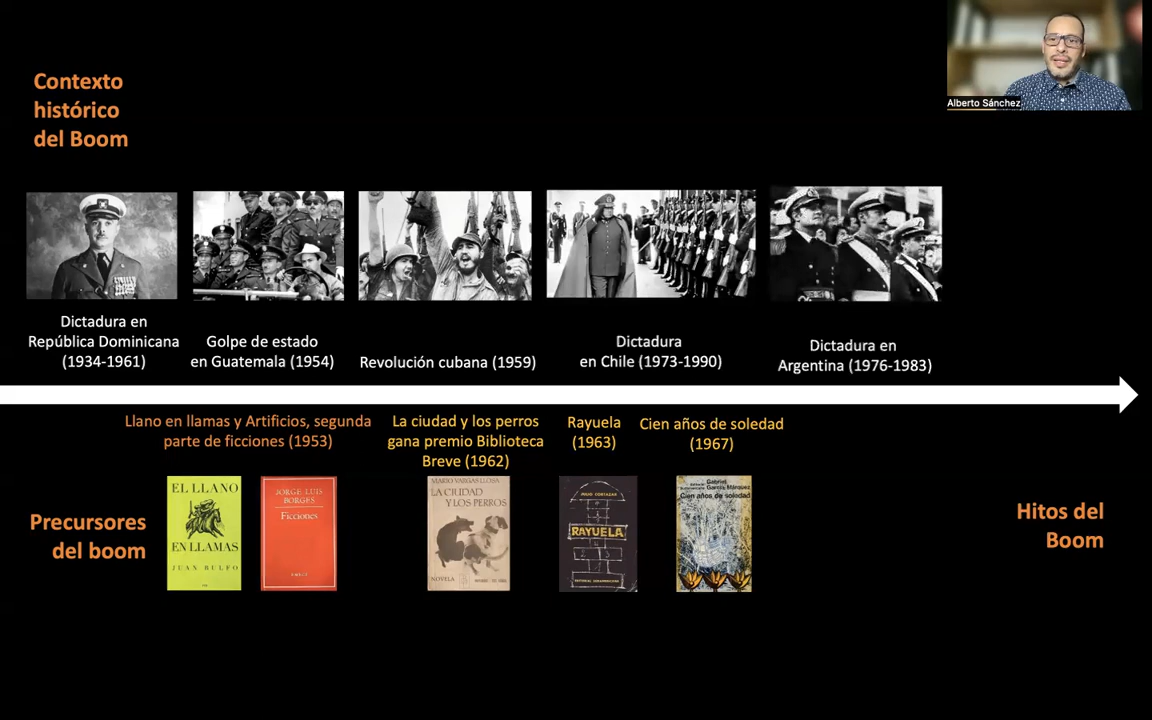 Contexto
histórico
del Boom
Alberto Sánchez
Dictadura en
República Dominicana
(1934-1961)
Golpe de estado
en Guatemala (1954)
Revolución cubana (1959)
Dictadura
en Chile (1973-1990)
Dictadura en
Argentina (1976-1983)
Llano en llamas y Artificios, segunda
parte de ficciones (1953)
La ciudad y los perros
gana premio Biblioteca
Breve (1962)
Rayuela
(1963)
Cien años de soledad
(1967)
Precursores
del boom
EL LLANO
EN LLAMAS
JUAN RULFO
JORGE LUIS
BORGES
Ficciones
MARIO VARGAS LLOSA
LA CIUDAD
Y LOS PERROS
NOVELA
JULIO CORTAZAR
RAYUELA
EDITORIAL SUDAMERICANA
Gabriel
García Márquez
Cien años de soledad
Hitos del
Boom